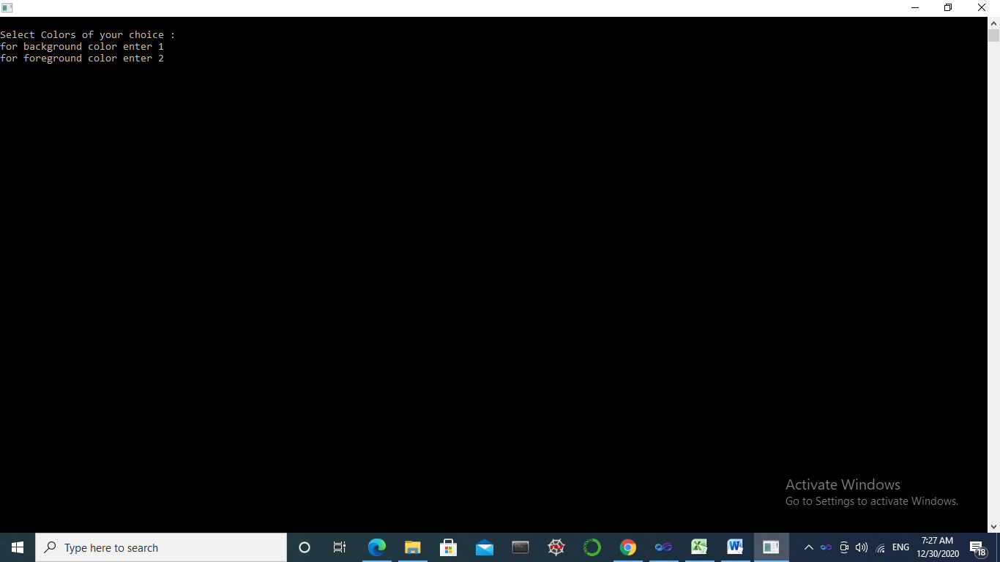 Select Colors of your choice :
for background color enter 1
for foreground color enter 2
Activate Windows
Go to Settings to activate Windows.
Type here to search
ENG
7:27 AM
12/30/2020
18